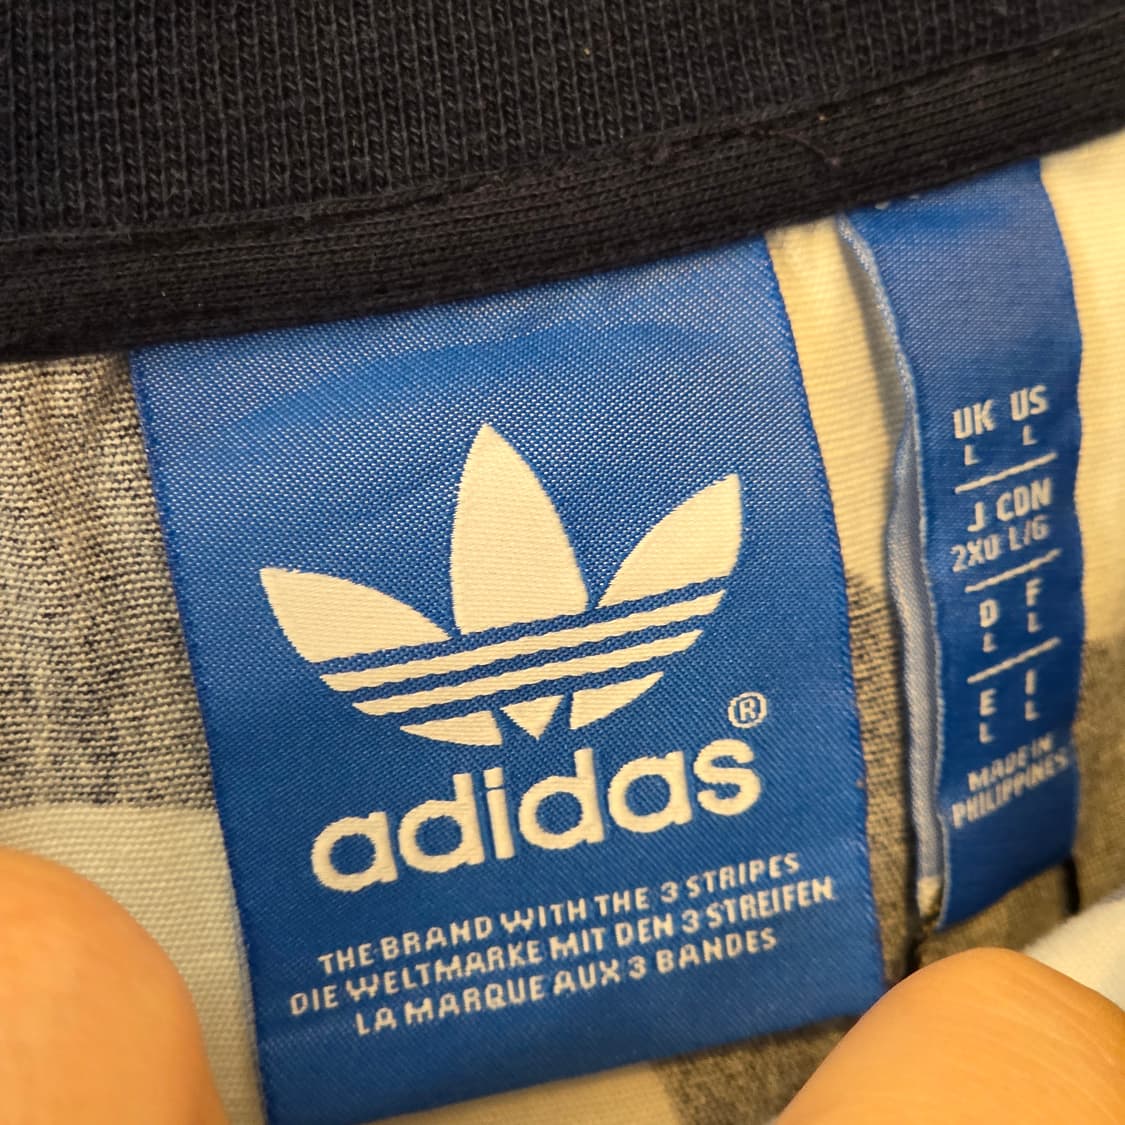 adidas®
THE BRAND WITH THE 3 STRIPES
DIE WELTMARKE MIT DEN 3 STREIFEN
LA MARQUE AUX 3 BANDES
UK US
L L
J CDN
2XO L/G
D F
L L
E I
L L
MADE IN
PHILIPPINES